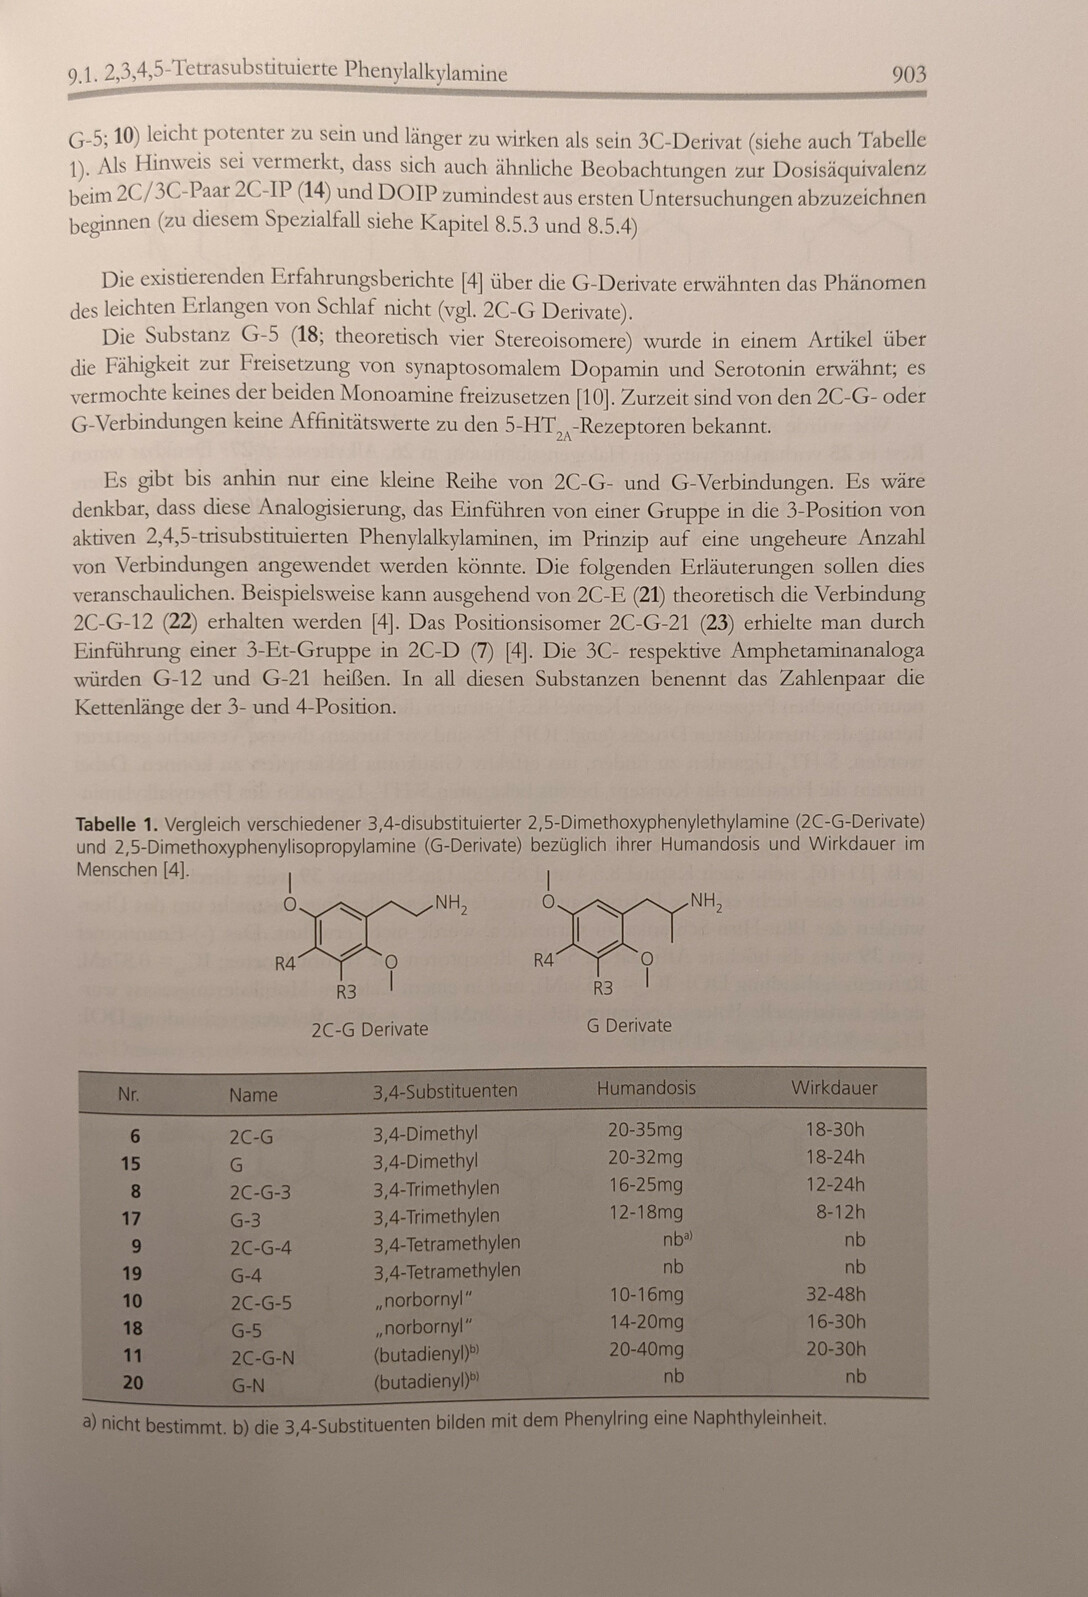 9.1. 2,3,4,5-Tetrasubstituierte Phenylalkylamine 903
G-5; 10) leicht potenter zu sein und länger zu wirken als sein 3C-Derivat (siehe auch Tabelle
1). Als Hinweis sei vermerkt, dass sich auch ähnliche Beobachtungen zur Dosisäquivalenz
beim 2C/3C-Paar 2C-IP (14) und DOIP zumindest aus ersten Untersuchungen abzuzeichnen
beginnen (zu diesem Spezialfall siehe Kapitel 8.5.3 und 8.5.4)
Die existierenden Erfahrungsberichte [4] über die G-Derivate erwähnten das Phänomen
des leichten Erlangen von Schlaf nicht (vgl. 2C-G Derivate).
Die Substanz G-5 (18; theoretisch vier Stereoisomere) wurde in einem Artikel über
die Fähigkeit zur Freisetzung von synaptosomalem Dopamin und Serotonin erwähnt; es
vermochte keines der beiden Monoamine freizusetzen [10]. Zurzeit sind von den 2C-G- oder
G-Verbindungen keine Affinitätswerte zu den 5-HT2A-Rezeptoren bekannt.
Es gibt bis anhin nur eine kleine Reihe von 2C-G- und G-Verbindungen. Es wäre
denkbar, dass diese Analogisierung, das Einführen von einer Gruppe in die 3-Position von
aktiven 2,4,5-trisubstituierten Phenylalkylaminen, im Prinzip auf eine ungeheure Anzahl
von Verbindungen angewendet werden könnte. Die folgenden Erläuterungen sollen dies
veranschaulichen. Beispielsweise kann ausgehend von 2C-E (21) theoretisch die Verbindung
2C-G-12 (22) erhalten werden [4]. Das Positionsisomer 2C-G-21 (23) erhielte man durch
Einführung einer 3-Et-Gruppe in 2C-D (7) [4]. Die 3C- respektive Amphetaminanaloga
würden G-12 und G-21 heißen. In all diesen Substanzen benennt das Zahlenpaar die
Kettenlänge der 3- und 4-Position.
Tabelle 1. Vergleich verschiedener 3,4-disubstituierter 2,5-Dimethoxyphenylethylamine (2C-G-Derivate)
und 2,5-Dimethoxyphenylisopropylamine (G-Derivate) bezüglich ihrer Humandosis und Wirkdauer im
Menschen [4].
O NH2 O NH2
R4 O R4 O
R3 R3
2C-G Derivate G Derivate
Nr. Name 3,4-Substituenten Humandosis Wirkdauer
6 2C-G 3,4-Dimethyl 20-35mg 18-30h
15 G 3,4-Dimethyl 20-32mg 18-24h
8 2C-G-3 3,4-Trimethylen 16-25mg 12-24h
17 G-3 3,4-Trimethylen 12-18mg 8-12h
9 2C-G-4 3,4-Tetramethylen nba) nb
19 G-4 3,4-Tetramethylen nb nb
10 2C-G-5 „norbornyl“ 10-16mg 32-48h
18 G-5 „norbornyl“ 14-20mg 16-30h
11 2C-G-N (butadienyl)b) 20-40mg 20-30h
20 G-N (butadienyl)b) nb nb
a) nicht bestimmt. b) die 3,4-Substituenten bilden mit dem Phenylring eine Naphthyleinheit.